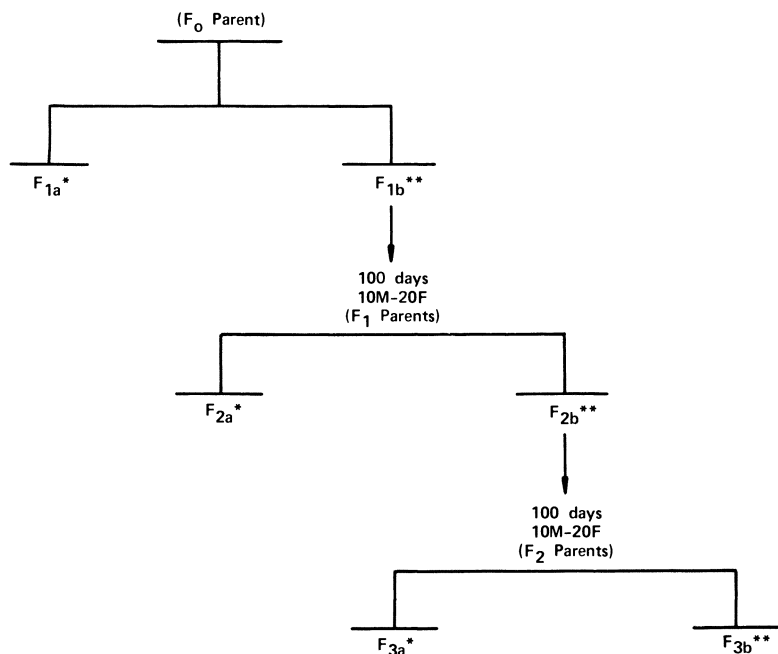 (F₀ Parent)
F₁ₐ*
F₁b**
100 days
10M-20F
(F₁ Parents)
F₂ₐ*
F₂b**
100 days
10M-20F
(F₂ Parents)
F₃ₐ*
F₃b**